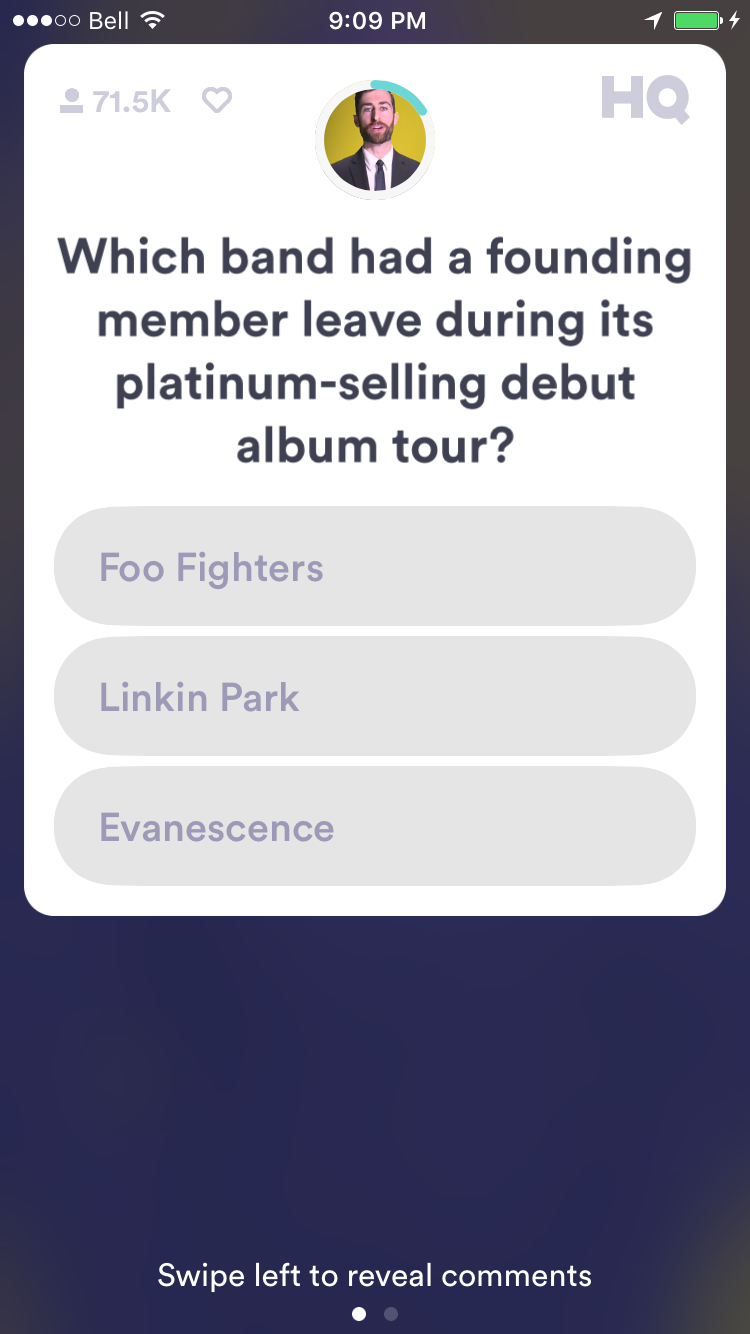 Bell 9:09 PM
71.5K HQ
Which band had a founding
member leave during its
platinum-selling debut
album tour?
Foo Fighters
Linkin Park
Evanescence
Swipe left to reveal comments